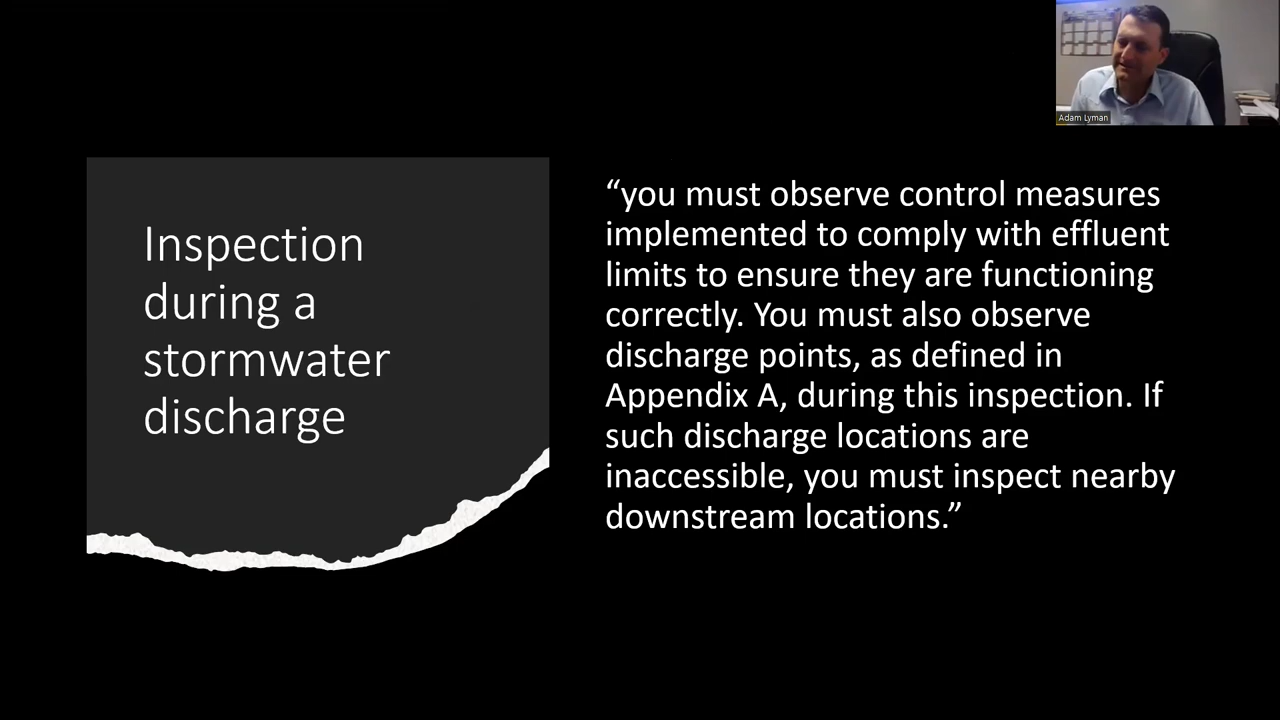 Adam Lyman
Inspection
during a
stormwater
discharge
“you must observe control measures
implemented to comply with effluent
limits to ensure they are functioning
correctly. You must also observe
discharge points, as defined in
Appendix A, during this inspection. If
such discharge locations are
inaccessible, you must inspect nearby
downstream locations.”